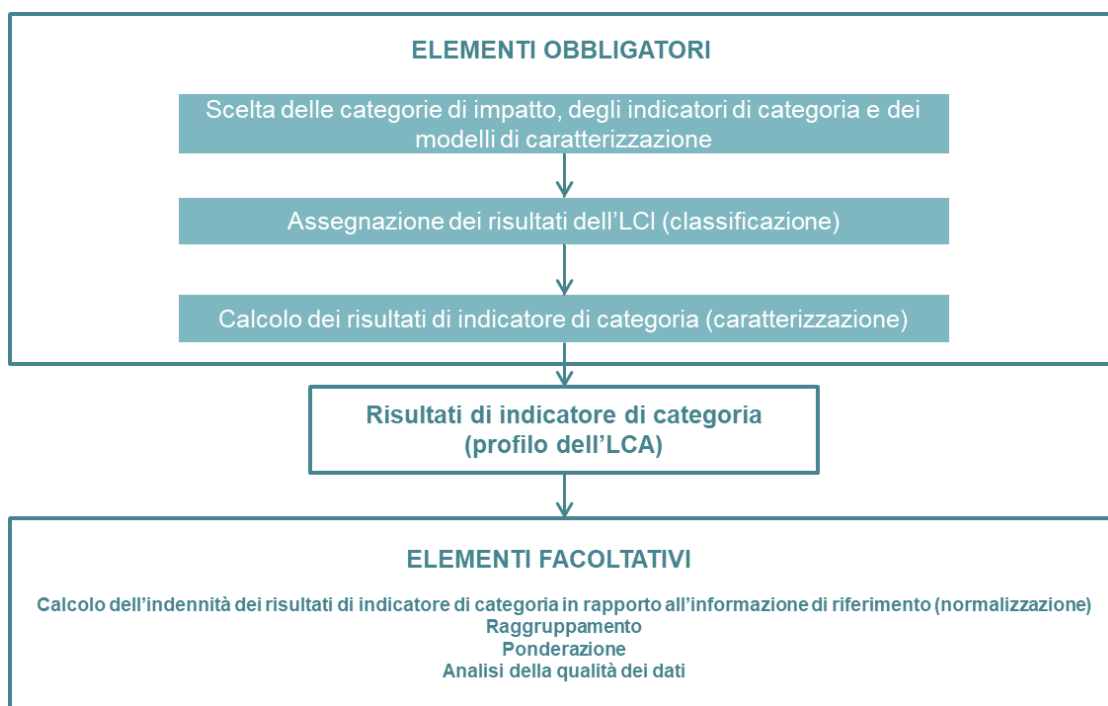 ELEMENTI OBBLIGATORI
Scelta delle categorie di impatto, degli indicatori di categoria e dei
modelli di caratterizzazione
Assegnazione dei risultati dell’LCI (classificazione)
Calcolo dei risultati di indicatore di categoria (caratterizzazione)
Risultati di indicatore di categoria
(profilo dell’LCA)
ELEMENTI FACOLTATIVI
Calcolo dell’indennità dei risultati di indicatore di categoria in rapporto all’informazione di riferimento (normalizzazione)
Raggruppamento
Ponderazione
Analisi della qualità dei dati